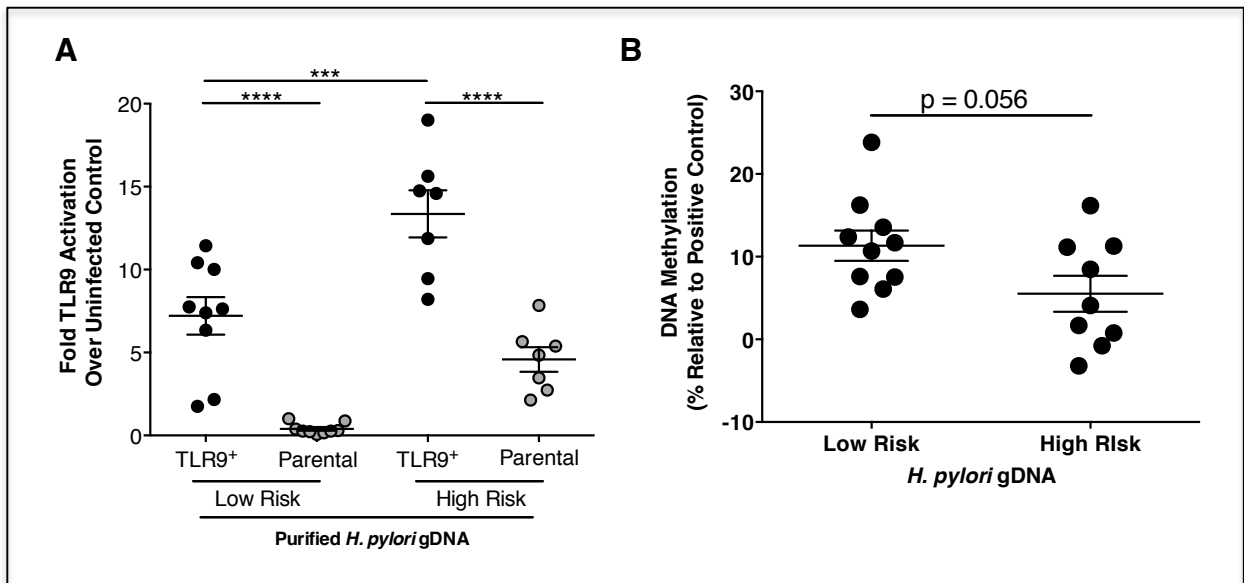 A
Fold TLR9 Activation
Over Uninfected Control
20
15
10
5
0
***
****
****
TLR9+
Parental
TLR9+
Parental
Low Risk
High Risk
Purified H. pylori gDNA
B
DNA Methylation
(% Relative to Positive Control)
30
20
10
0
-10
p = 0.056
Low Risk
High RIsk
H. pylori gDNA